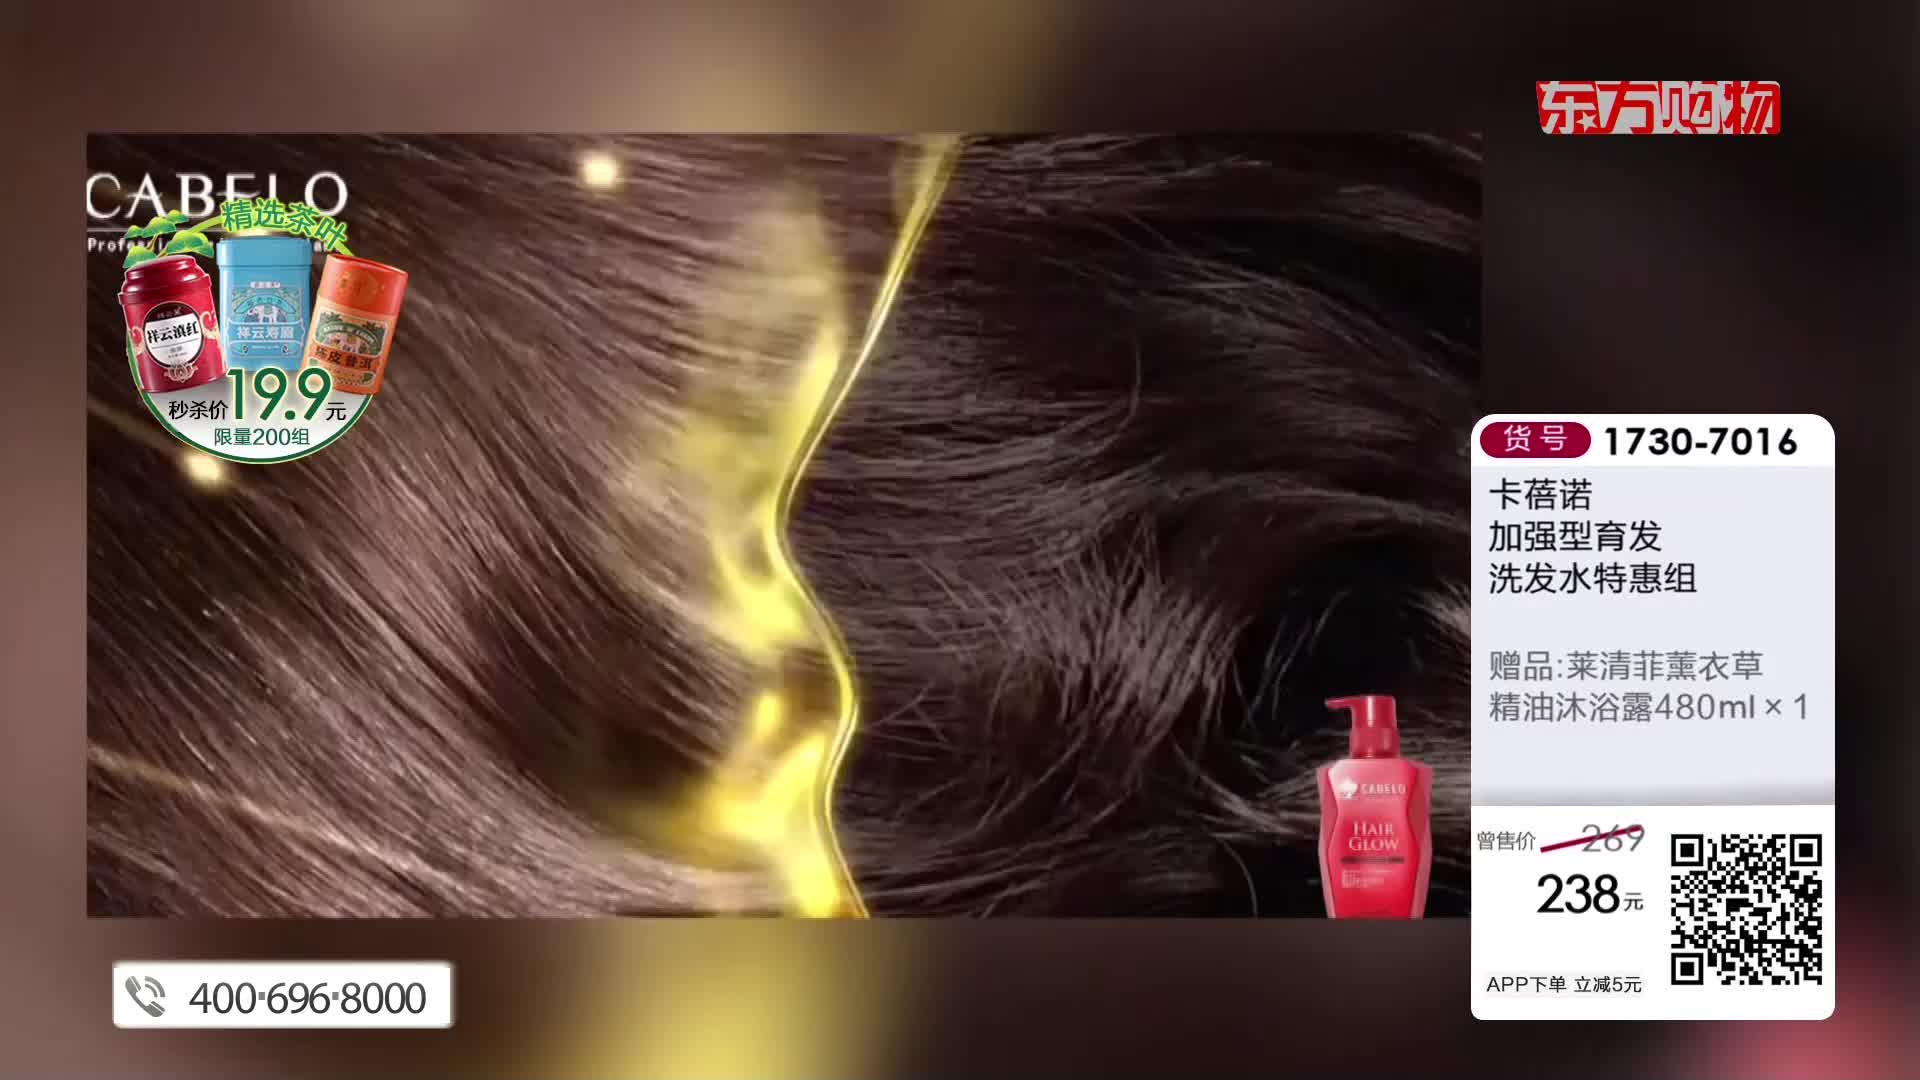 东方购物
CABELO
精选茶叶
祥云滇红
祥云寿眉
陈皮普洱
秒杀价19.9元
限量200组
货号 1730-7016
卡蓓诺
加强型育发
洗发水特惠组
赠品:莱清菲薰衣草
精油沐浴露480ml×1
CABELO
HAIR
GLOW
曾售价 269
238元
APP下单 立减5元
400·696·8000